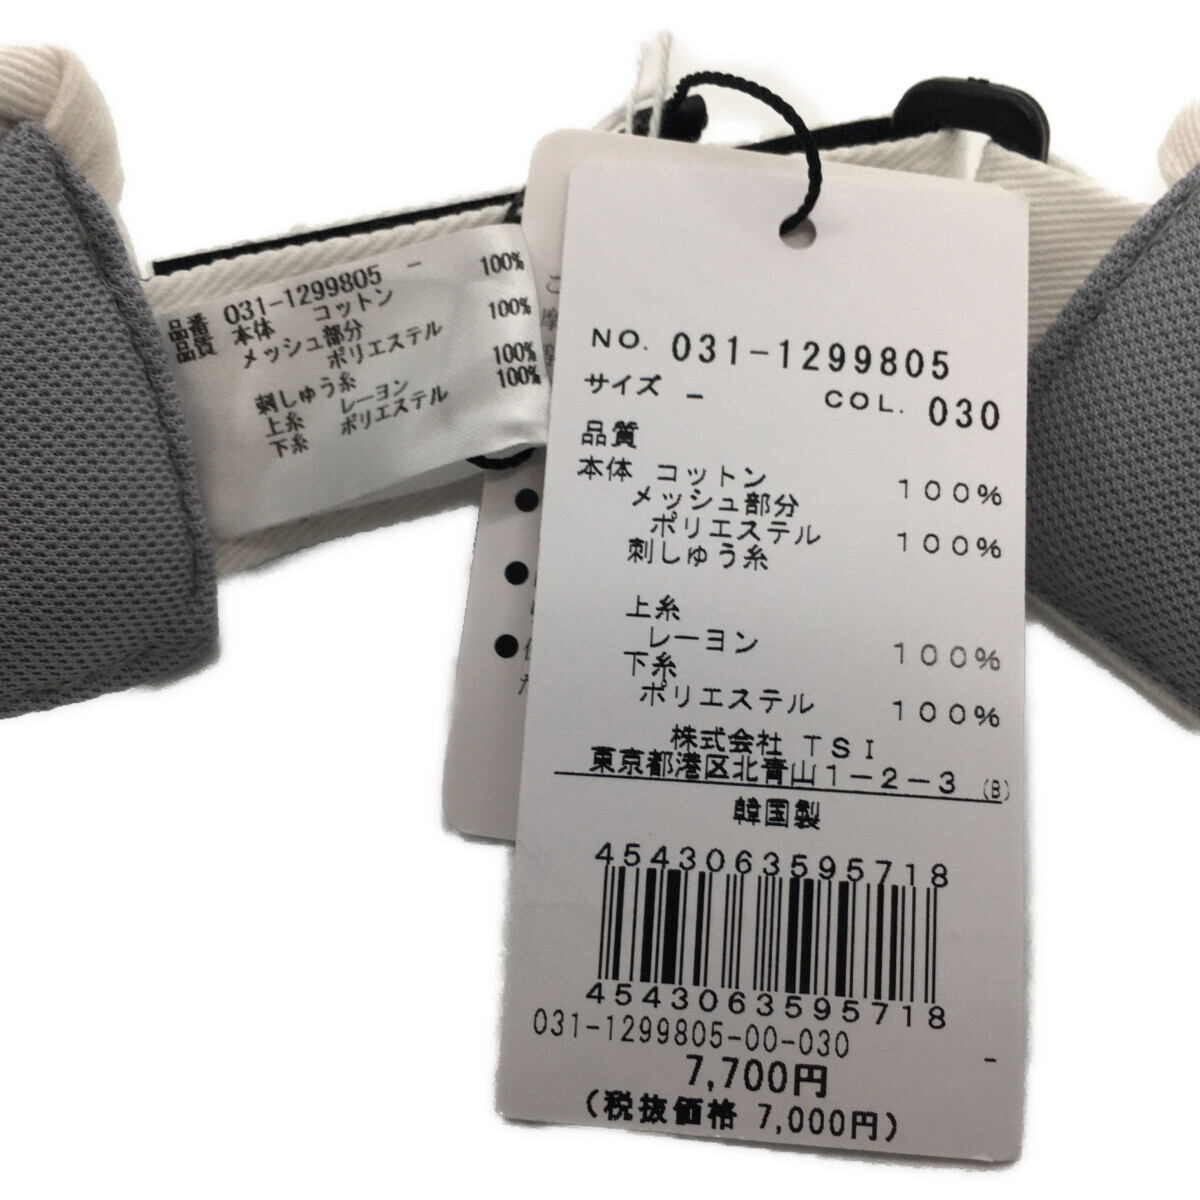 品番 031-1299805 -
品質 本体 コットン 100%
メッシュ部分
ポリエステル 100%
刺しゅう糸
上糸 レーヨン 100%
下糸 ポリエステル 100%
NO. 031-1299805
サイズ - COL. 030
品質
本体 コットン 100%
メッシュ部分
ポリエステル 100%
刺しゅう糸
上糸
レーヨン 100%
下糸
ポリエステル 100%
株式会社 TSI
東京都港区北青山1-2-3 (B)
韓国製
4543063595718
4543063595718
031-1299805-00-030 -
7,700円
(税抜価格 7,000円)